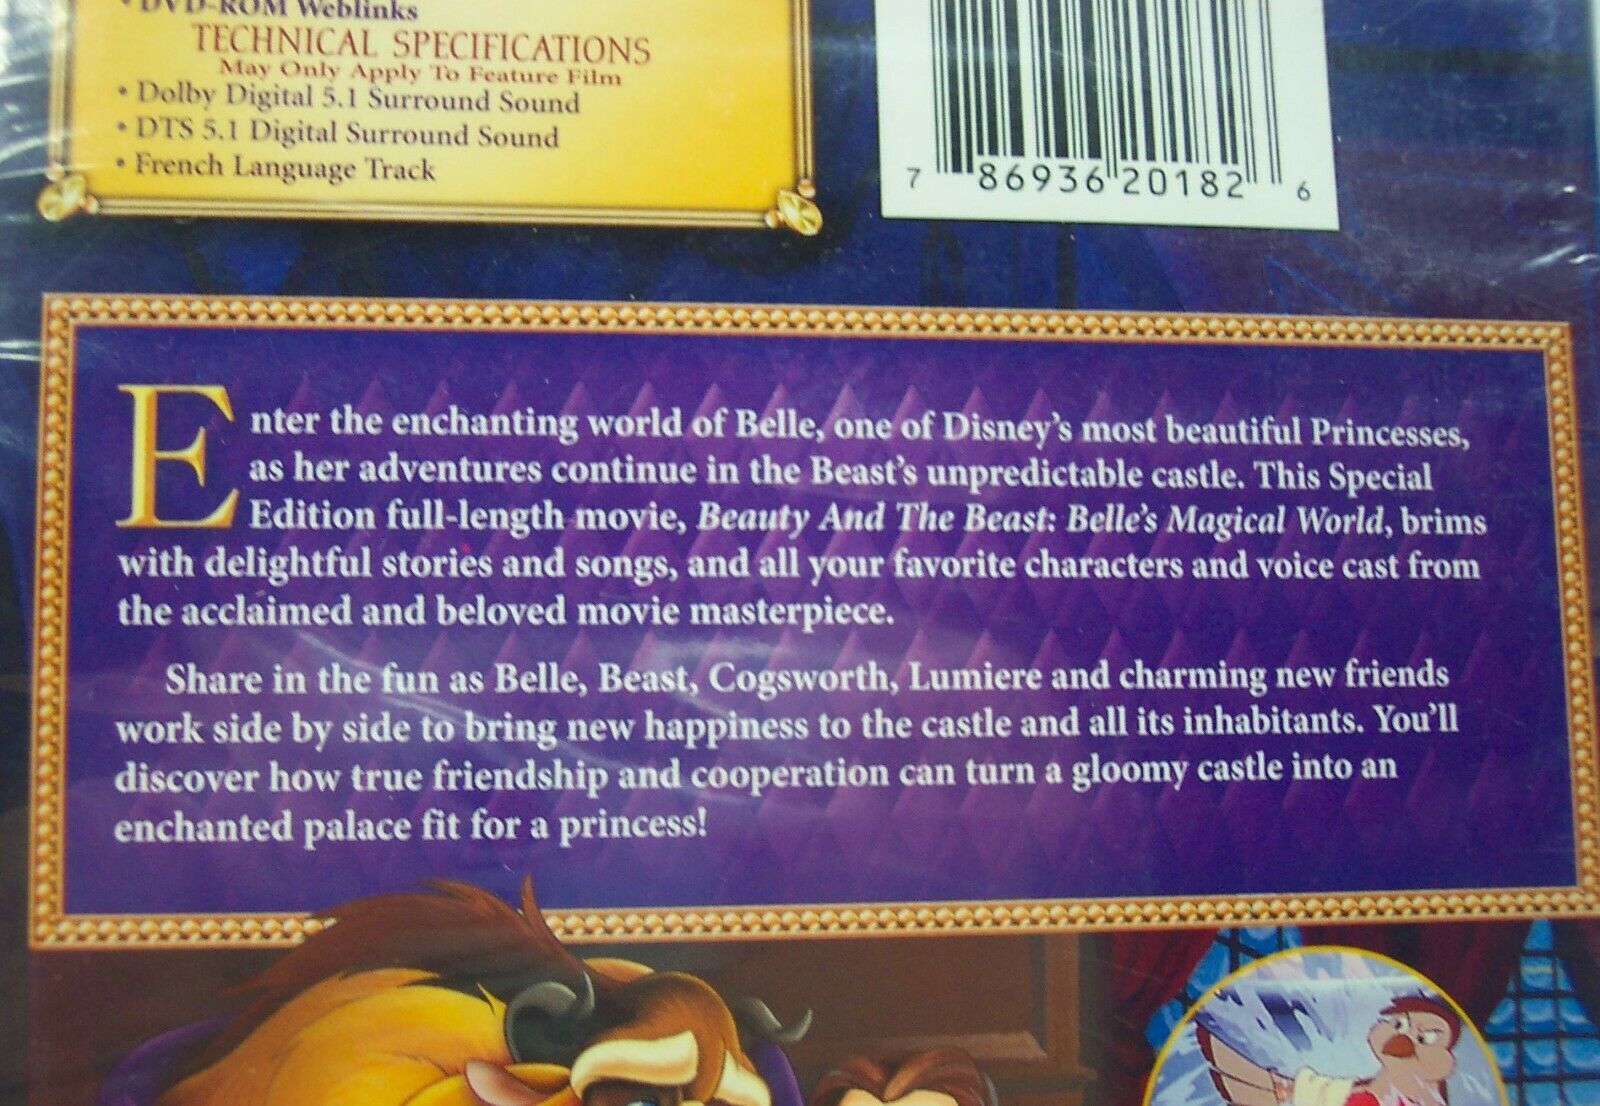 • DVD-ROM Weblinks
TECHNICAL SPECIFICATIONS
May Only Apply To Feature Film
• Dolby Digital 5.1 Surround Sound
• DTS 5.1 Digital Surround Sound
• French Language Track
7 86936 20182 6
Enter the enchanting world of Belle, one of Disney's most beautiful Princesses,
as her adventures continue in the Beast's unpredictable castle. This Special
Edition full-length movie, Beauty And The Beast: Belle's Magical World, brims
with delightful stories and songs, and all your favorite characters and voice cast from
the acclaimed and beloved movie masterpiece.
Share in the fun as Belle, Beast, Cogsworth, Lumiere and charming new friends
work side by side to bring new happiness to the castle and all its inhabitants. You'll
discover how true friendship and cooperation can turn a gloomy castle into an
enchanted palace fit for a princess!